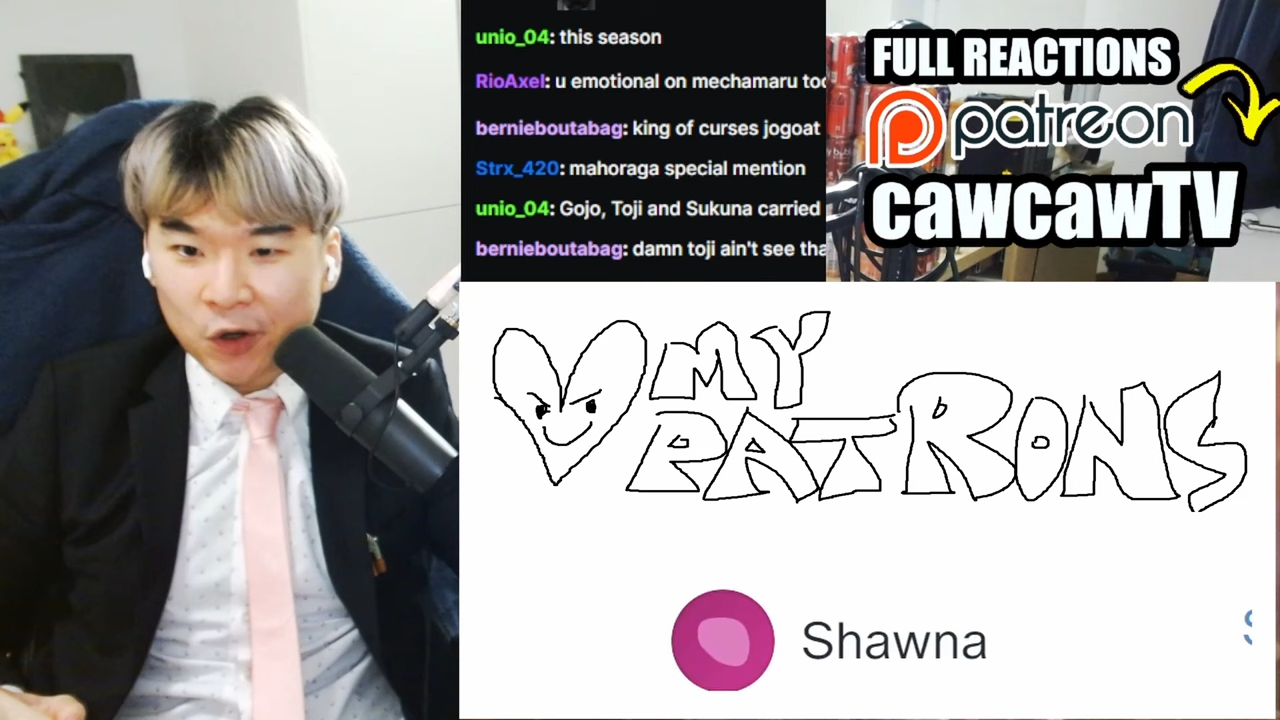 unio_04: this season
RioAxel: u emotional on mechamaru too
bernieboutabag: king of curses jogoat
Strx_420: mahoraga special mention
unio_04: Gojo, Toji and Sukuna carried
bernieboutabag: damn toji ain't see tha
FULL REACTIONS
patreon
cawcawTV
MY
PATRONS
Shawna
S